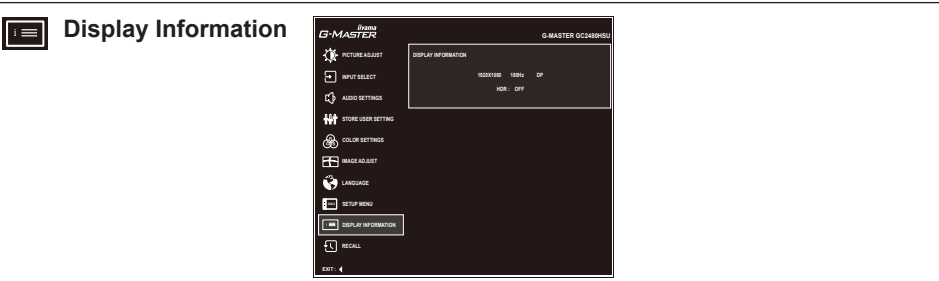 Display Information
iiyama
G-MASTER
G-MASTER GC2480HSU
PICTURE ADJUST
DISPLAY INFORMATION
1920X1080 180Hz DP
HDR : OFF
INPUT SELECT
AUDIO SETTINGS
STORE USER SETTING
COLOR SETTINGS
IMAGE ADJUST
LANGUAGE
SETUP MENU
DISPLAY INFORMATION
RECALL
EXIT :